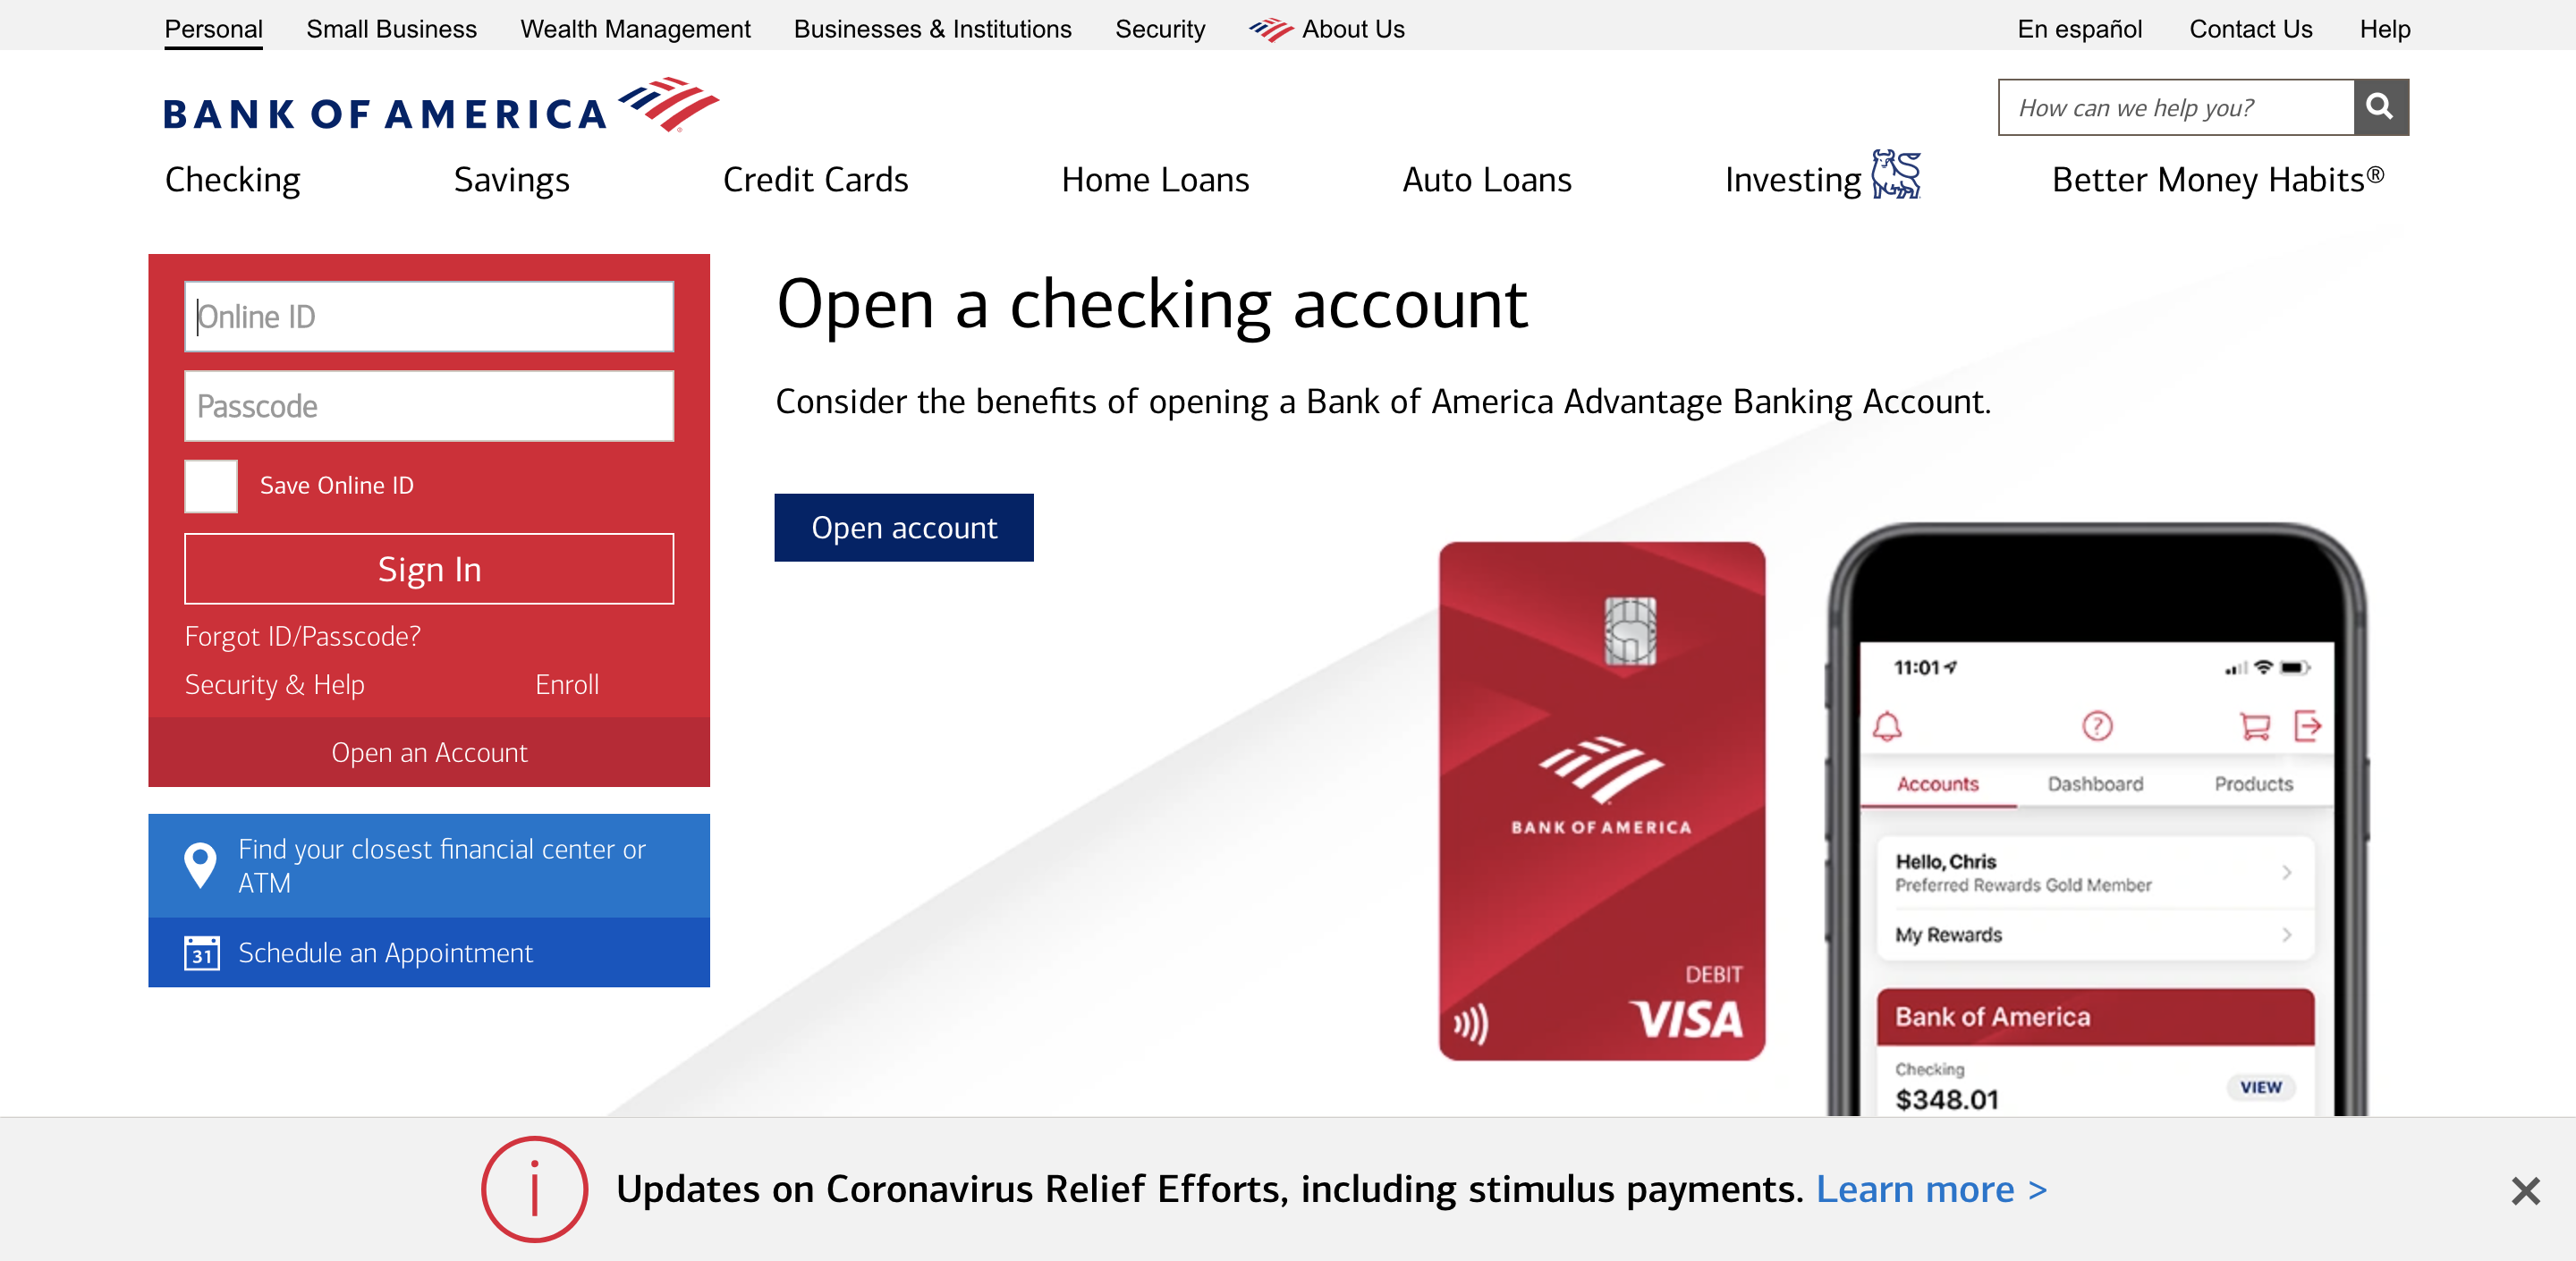 Personal Small Business Wealth Management Businesses & Institutions Security About Us En español Contact Us Help
BANK OF AMERICA
How can we help you?
Checking Savings Credit Cards Home Loans Auto Loans Investing Better Money Habits®
Online ID
Passcode
Save Online ID
Sign In
Forgot ID/Passcode?
Security & Help Enroll
Open an Account
Find your closest financial center or
ATM
31 Schedule an Appointment
Open a checking account
Consider the benefits of opening a Bank of America Advantage Banking Account.
Open account
BANK OF AMERICA
DEBIT
VISA
11:01
Accounts Dashboard Products
Hello, Chris
Preferred Rewards Gold Member
My Rewards
Bank of America
Checking
$348.01 VIEW
Updates on Coronavirus Relief Efforts, including stimulus payments. Learn more >